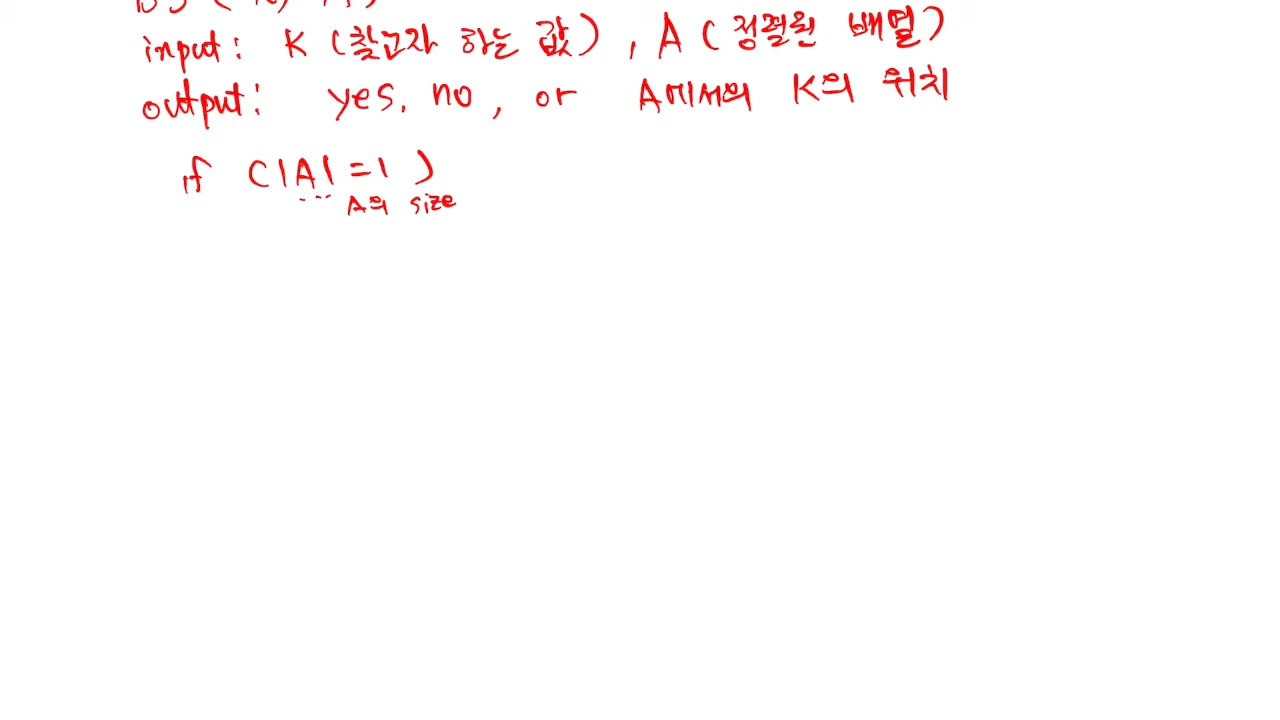 input: K (찾고자 하는 값), A (정렬된 배열)
output: yes, no, or A에서의 K의 위치
if (|A| = 1)
A의 size